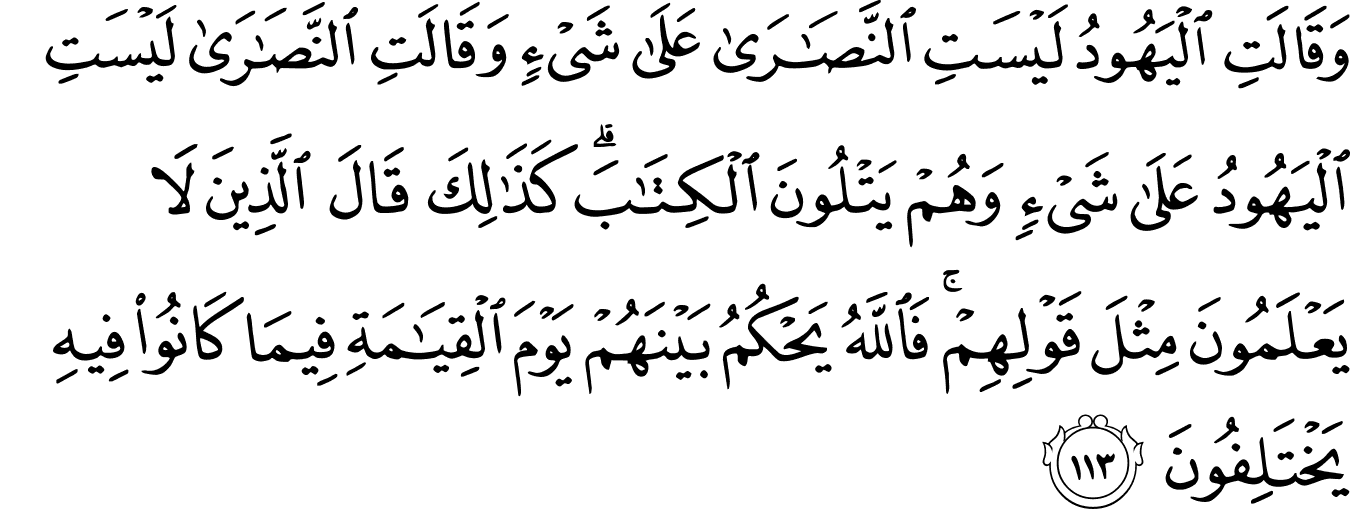 وَقَالَتِ ٱلْيَهُودُ لَيْسَتِ ٱلنَّصَـٰرَىٰ عَلَىٰ شَىْءٍ وَقَالَتِ ٱلنَّصَـٰرَىٰ لَيْسَتِ
ٱلْيَهُودُ عَلَىٰ شَىْءٍ وَهُمْ يَتْلُونَ ٱلْكِتَـٰبَ ۗ كَذَٰلِكَ قَالَ ٱلَّذِينَ لَا
يَعْلَمُونَ مِثْلَ قَوْلِهِمْ ۚ فَٱللَّهُ يَحْكُمُ بَيْنَهُمْ يَوْمَ ٱلْقِيَـٰمَةِ فِيمَا كَانُوا۟ فِيهِ
يَخْتَلِفُونَ ١١٣